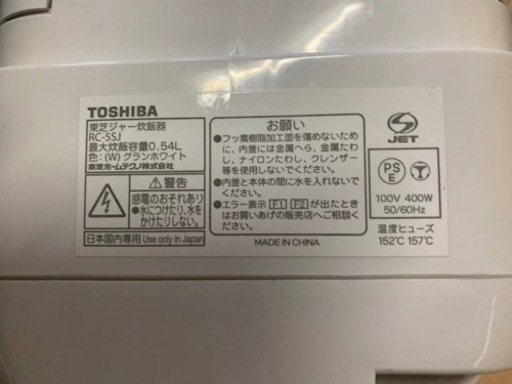 TOSHIBA
東芝ジャー炊飯器
RC-5SJ
最大炊飯容量0.54L
色:(W)グランホワイト
東芝ホームテクノ株式会社
⚠警告
感電のおそれあり
●水につけたり、水を
かけたりしない。
日本国内専用 Use only in Japan
お願い
●フッ素樹脂加工面を傷めないため
に、内蓋には金属へら、金属たわ
し、ナイロンたわし、クレンザー
等を使用しないでください。
●内蓋と本体の間に水を入れないで
ください。
●エラー表示 F1 F2 が出たときは
はお買いあげの販売店へご相談く
ださい。
MADE IN CHINA
S
JET
PS
E
100V 400W
50/60Hz
温度ヒューズ
152℃ 157℃